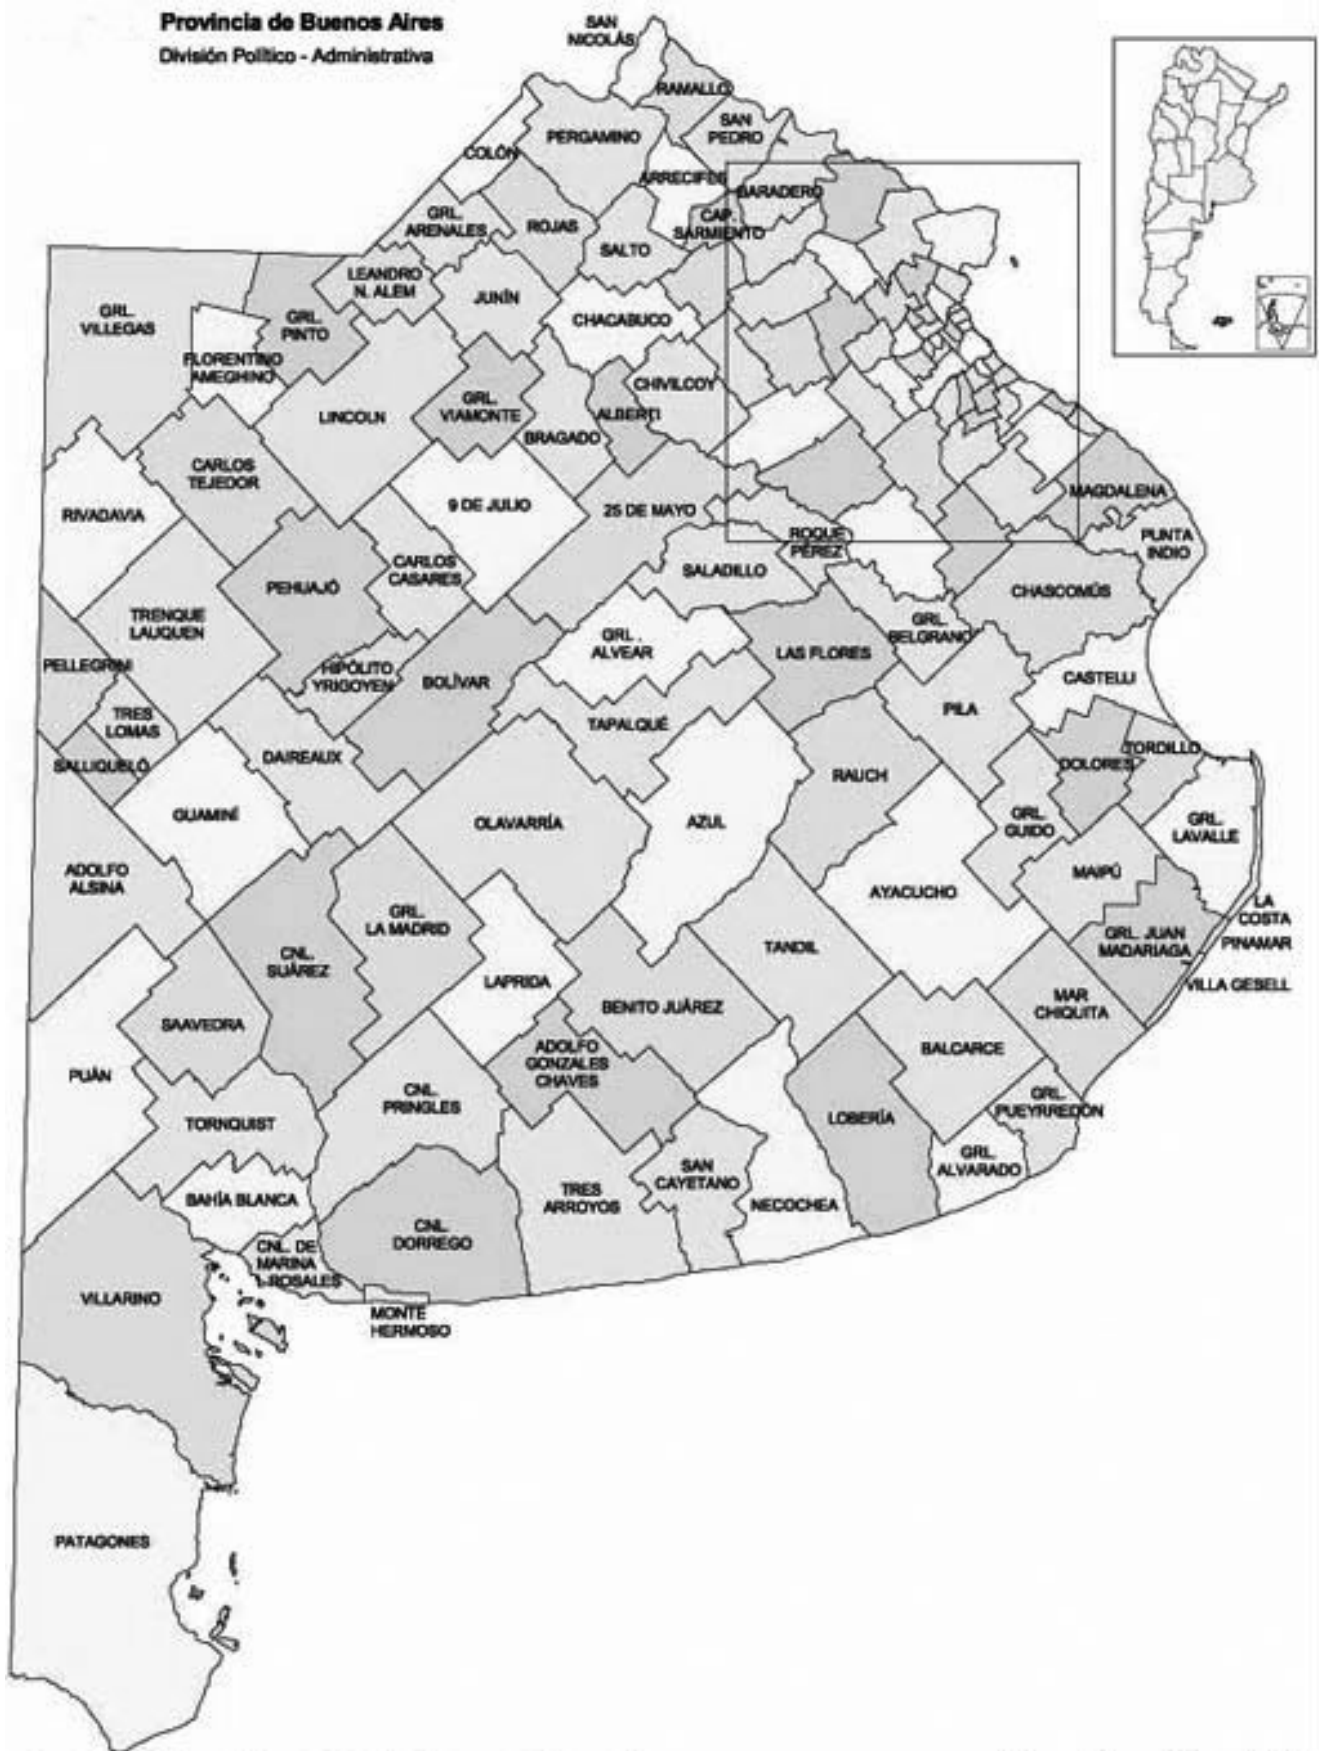 Provincia de Buenos Aires
División Político - Administrativa
SAN
NICOLÁS
RAMALLO
SAN
PEDRO
PERGAMINO
COLÓN
ARRECIFES
BARADERO
CAP.
SARMIENTO
GRL.
ARENALES
ROJAS
SALTO
LEANDRO
N. ALEM
JUNÍN
CHACABUCO
GRL.
VILLEGAS
GRL.
PINTO
FLORENTINO
AMEGHINO
LINCOLN
GRL.
VIAMONTE
BRAGADO
ALBERTI
CHIVILCOY
CARLOS
TEJEDOR
RIVADAVIA
9 DE JULIO
25 DE MAYO
MAGDALENA
PUNTA
INDIO
ROQUE
PÉREZ
SALADILLO
CARLOS
CASARES
PEHUAJÓ
CHASCOMÚS
TRENQUE
LAUQUEN
GRL.
BELGRANO
GRL.
ALVEAR
LAS FLORES
PELLEGRINI
HIPÓLITO
YRIGOYEN
BOLÍVAR
CASTELLI
PILA
TRES
LOMAS
TAPALQUÉ
SALLIQUELÓ
DAIREAUX
RAUCH
DOLORES
TORDILLO
GUAMINÉ
OLAVARRÍA
AZUL
GRL.
GUIDO
GRL.
LAVALLE
ADOLFO
ALSINA
MAIPÚ
AYACUCHO
LA
COSTA
GRL.
LA MADRID
CNL.
SUÁREZ
TANDIL
GRL. JUAN
MADARIAGA
PINAMAR
VILLA GESELL
LAPRIDA
BENITO JUÁREZ
MAR
CHIQUITA
SAAVEDRA
ADOLFO
GONZALES
CHAVES
BALCARCE
PUÁN
CNL.
PRINGLES
GRL.
PUEYRREDÓN
TORNQUIST
LOBERÍA
GRL.
ALVARADO
SAN
CAYETANO
BAHÍA BLANCA
TRES
ARROYOS
NECOCHEA
CNL.
DORREGO
CNL. DE
MARINA
L.ROSALES
VILLARINO
MONTE
HERMOSO
PATAGONES